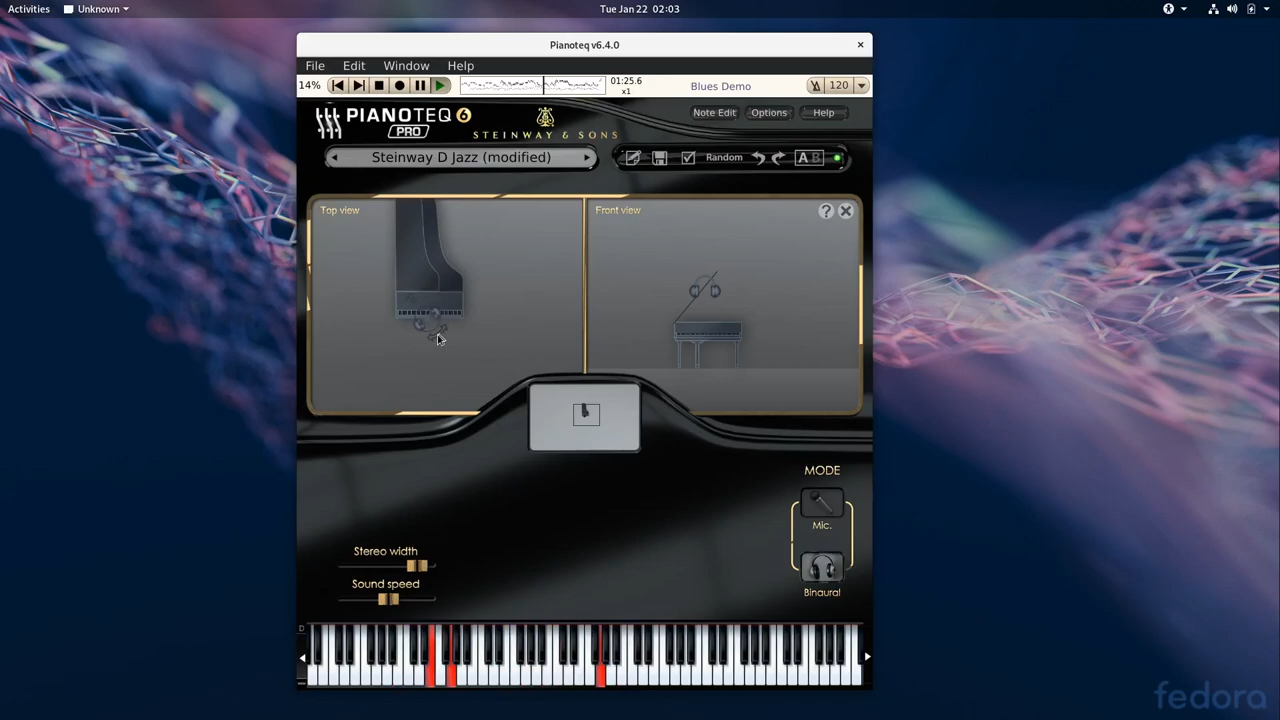 Activities Unknown Tue Jan 22 02:03
Pianoteq v6.4.0 ×
File Edit Window Help
14% 01:25.6 x1 Blues Demo 120
PIANOTEQ 6 PRO STEINWAY & SONS Note Edit Options Help
Steinway D Jazz (modified) Random A B
Top view Front view ?
MODE
Mic.
Stereo width
Sound speed
Binaural
D
fedora